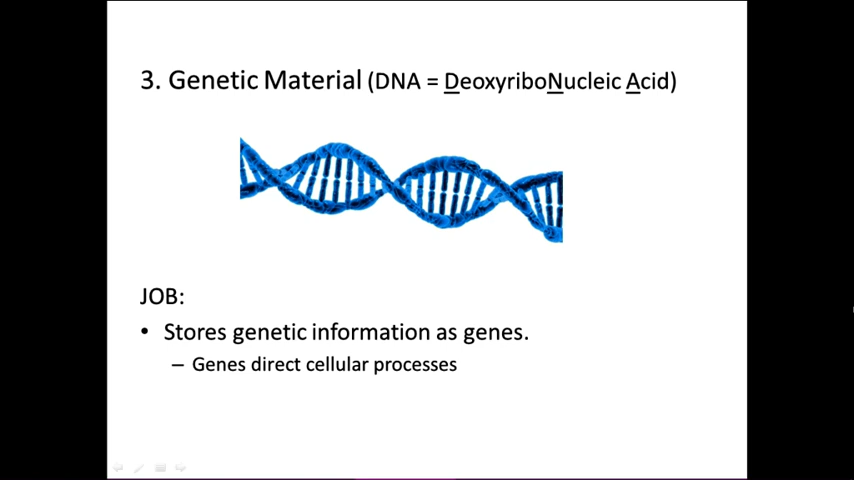 3. Genetic Material (DNA = DeoxyriboNucleic Acid)
JOB:
• Stores genetic information as genes.
– Genes direct cellular processes